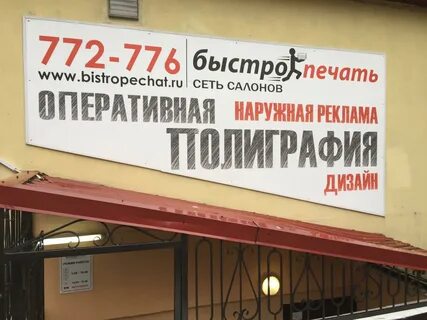 772-776
быстро печать
www.bistropechat.ru
СЕТЬ САЛОНОВ
ОПЕРАТИВНАЯ
НАРУЖНАЯ РЕКЛАМА
ПОЛИГРАФИЯ
ДИЗАЙН